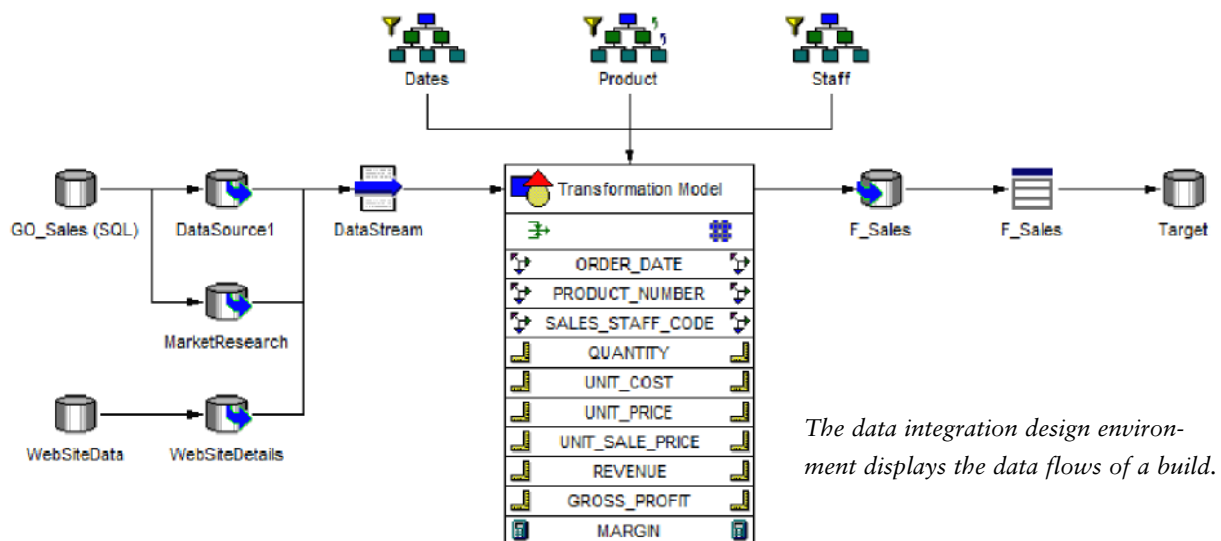 Dates
Product
Staff
GO_Sales (SQL)
DataSource1
DataStream
Transformation Model
F_Sales
F_Sales
Target
MarketResearch
WebSiteData
WebSiteDetails
ORDER_DATE
PRODUCT_NUMBER
SALES_STAFF_CODE
QUANTITY
UNIT_COST
UNIT_PRICE
UNIT_SALE_PRICE
REVENUE
GROSS_PROFIT
MARGIN
The data integration design environ-
ment displays the data flows of a build.